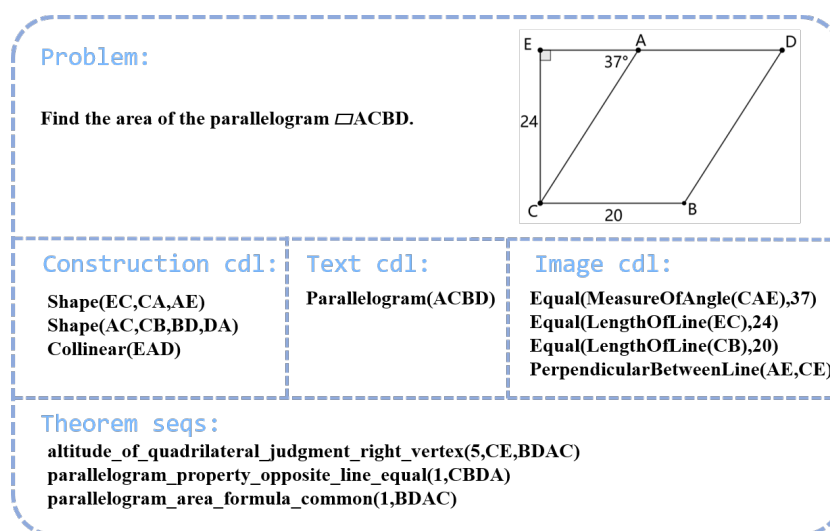 Problem:
Find the area of the parallelogram ▱ACBD.
E
A
D
37°
24
C
20
B
Construction cdl:
Shape(EC,CA,AE)
Shape(AC,CB,BD,DA)
Collinear(EAD)
Text cdl:
Parallelogram(ACBD)
Image cdl:
Equal(MeasureOfAngle(CAE),37)
Equal(LengthOfLine(EC),24)
Equal(LengthOfLine(CB),20)
PerpendicularBetweenLine(AE,CE)
Theorem seqs:
altitude_of_quadrilateral_judgment_right_vertex(5,CE,BDAC)
parallelogram_property_opposite_line_equal(1,CBDA)
parallelogram_area_formula_common(1,BDAC)